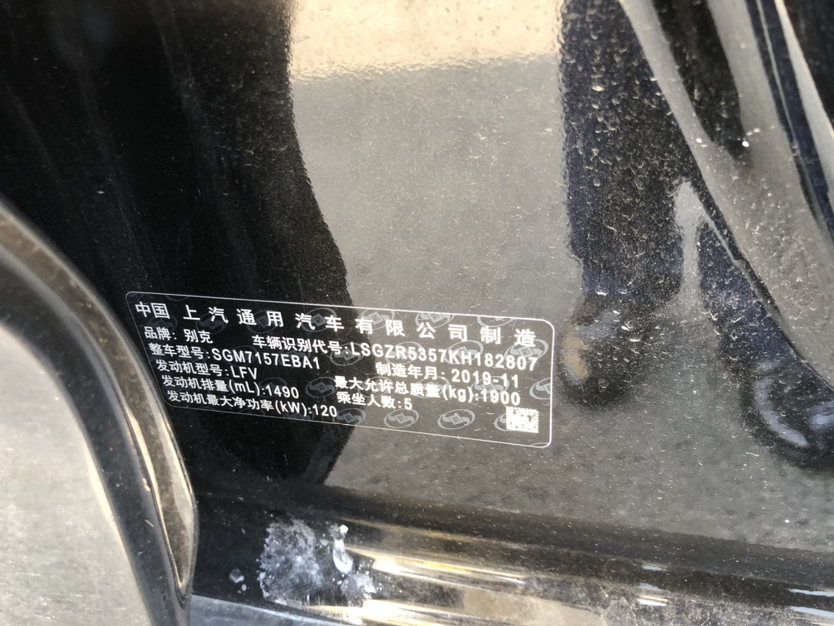 中国 上汽通用汽车有限公司制造
品牌: 别克 车辆识别代号:LSGZR5357KH182807
整车型号:SGM7157EBA1 制造年月: 2019-11
发动机型号: LFV 最大允许总质量(kg):1900
发动机排量(mL):1490 乘坐人数:5
发动机最大净功率(kW):120